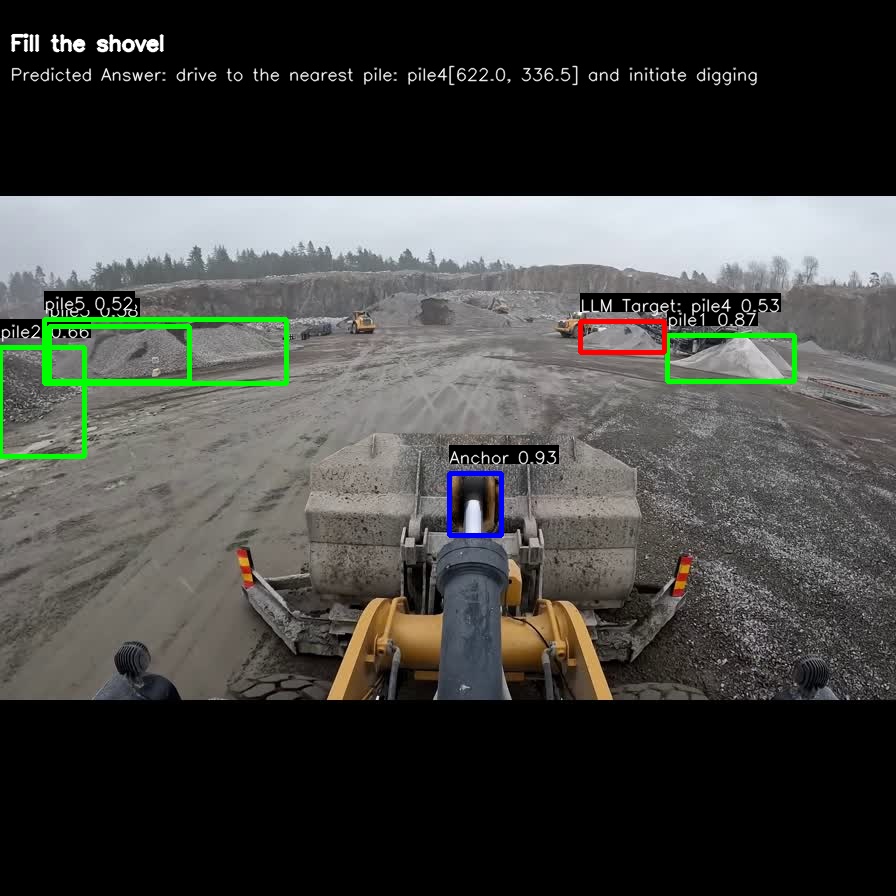 Fill the shovel
Predicted Answer: drive to the nearest pile: pile4[622.0, 336.5] and initiate digging
pile5 0.52
LLM Target: pile4 0.53
pile1 0.87
pile2 0.66
Anchor 0.93